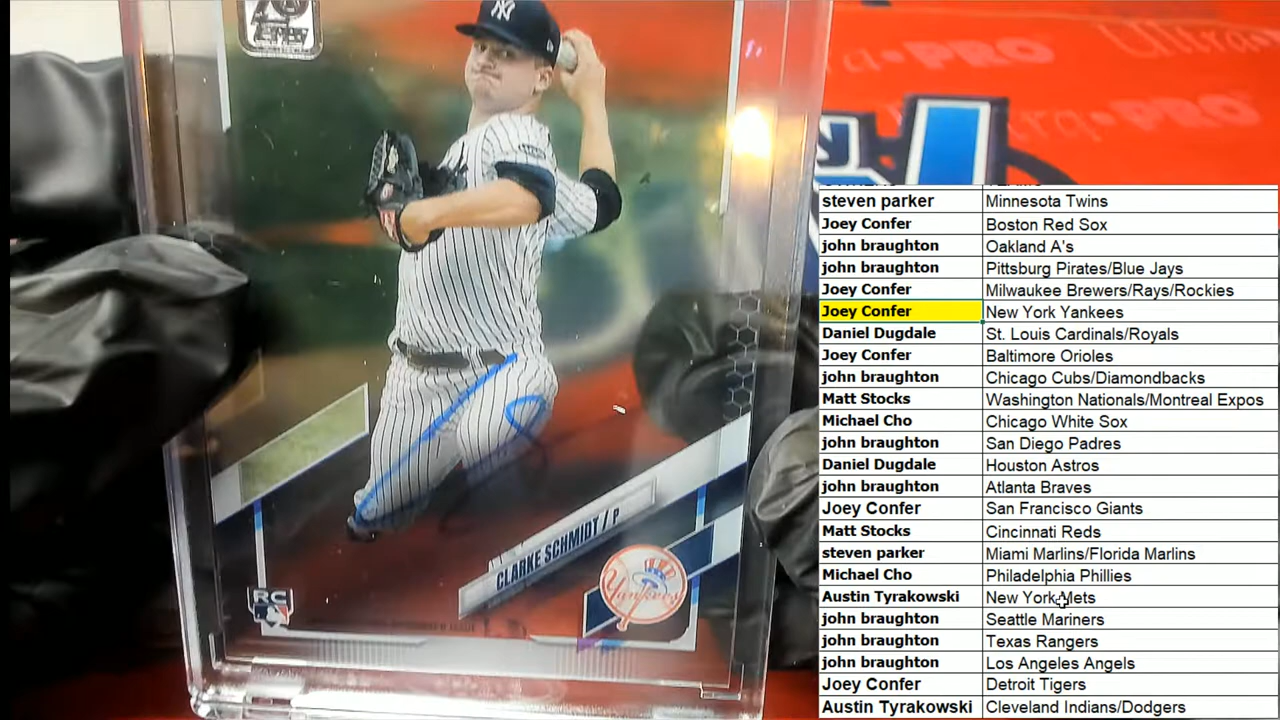 NY
CLARKE SCHMIDT / P
Yankees
RC
steven parker Minnesota Twins
Joey Confer Boston Red Sox
john braughton Oakland A's
john braughton Pittsburg Pirates/Blue Jays
Joey Confer Milwaukee Brewers/Rays/Rockies
Joey Confer New York Yankees
Daniel Dugdale St. Louis Cardinals/Royals
Joey Confer Baltimore Orioles
john braughton Chicago Cubs/Diamondbacks
Matt Stocks Washington Nationals/Montreal Expos
Michael Cho Chicago White Sox
john braughton San Diego Padres
Daniel Dugdale Houston Astros
john braughton Atlanta Braves
Joey Confer San Francisco Giants
Matt Stocks Cincinnati Reds
steven parker Miami Marlins/Florida Marlins
Michael Cho Philadelphia Phillies
Austin Tyrakowski New York Mets
john braughton Seattle Mariners
john braughton Texas Rangers
john braughton Los Angeles Angels
Joey Confer Detroit Tigers
Austin Tyrakowski Cleveland Indians/Dodgers